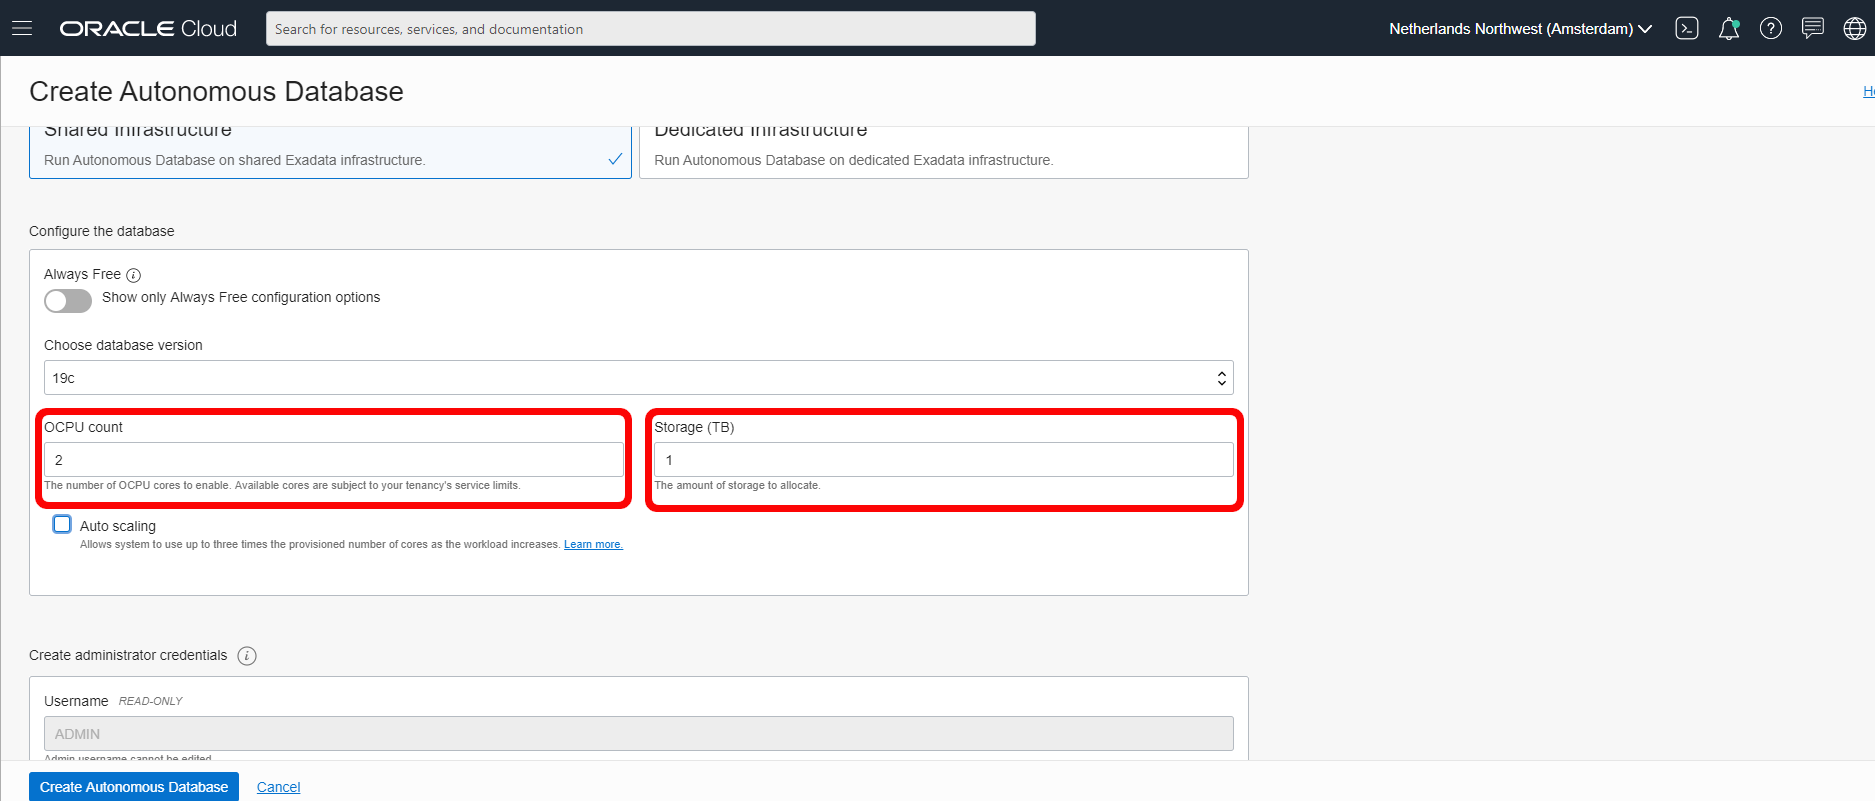 ORACLE Cloud
Search for resources, services, and documentation
Netherlands Northwest (Amsterdam)
Create Autonomous Database
Shared Infrastructure
Dedicated Infrastructure
Run Autonomous Database on shared Exadata infrastructure.
Run Autonomous Database on dedicated Exadata infrastructure.
Configure the database
Always Free
Show only Always Free configuration options
Choose database version
19c
OCPU count
Storage (TB)
2
1
The number of OCPU cores to enable. Available cores are subject to your tenancy's service limits.
The amount of storage to allocate.
Auto scaling
Allows system to use up to three times the provisioned number of cores as the workload increases. Learn more.
Create administrator credentials
Username READ-ONLY
ADMIN
Admin username cannot be edited
Create Autonomous Database
Cancel